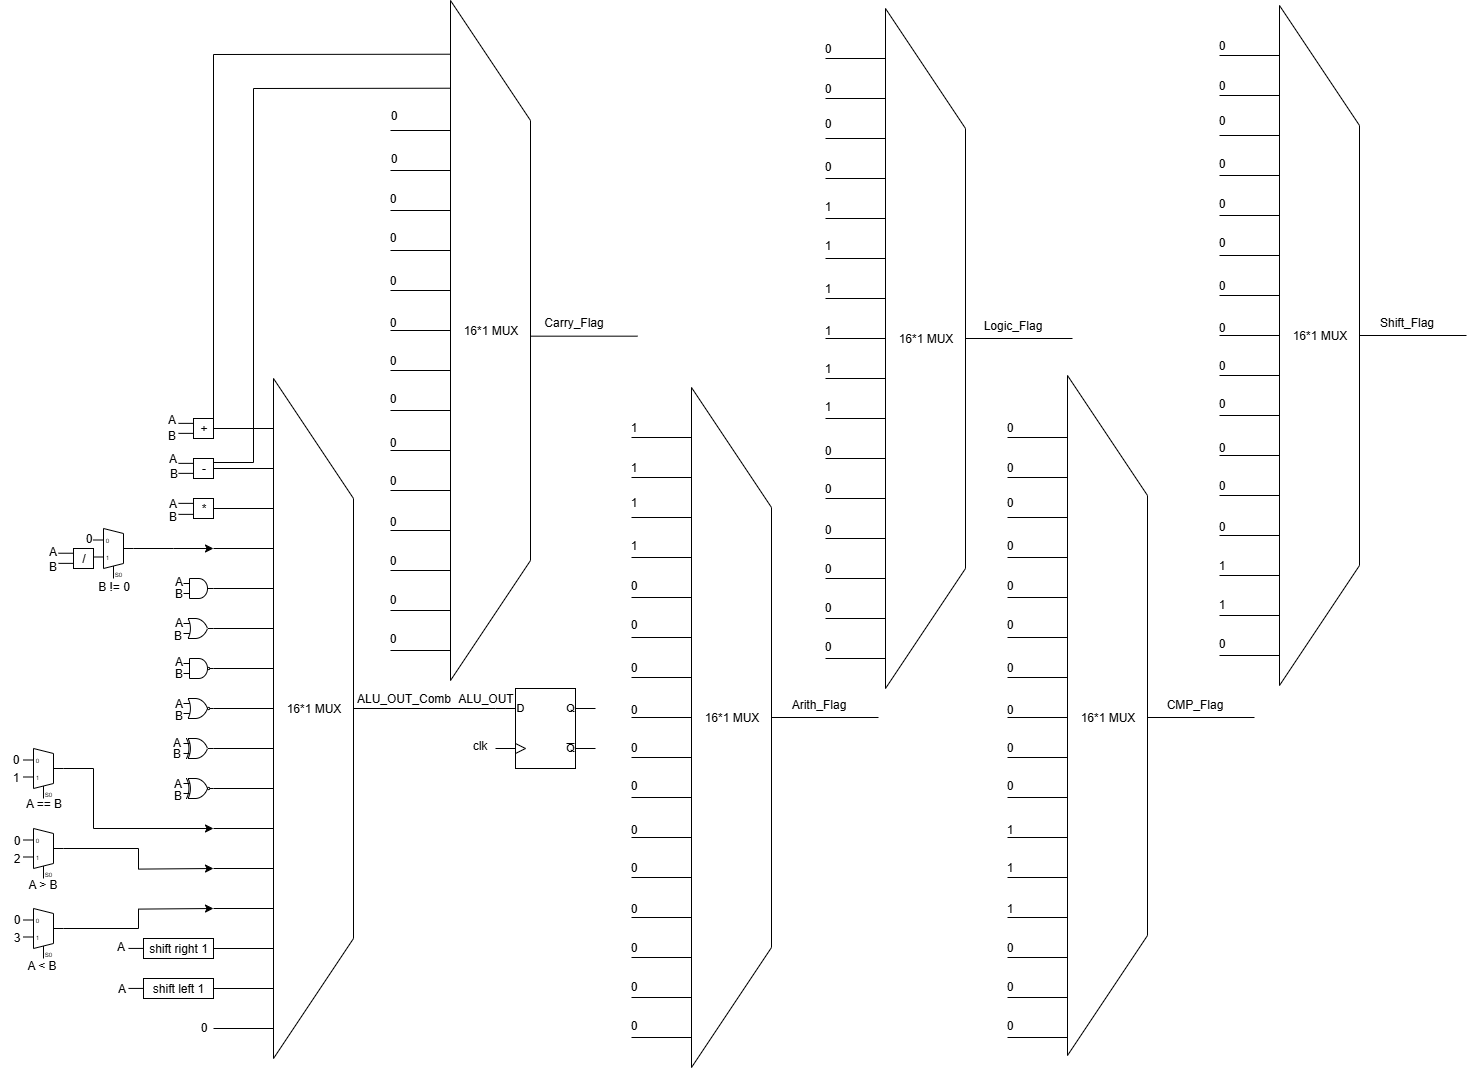 0
0
0
0
0
0
0
0
0
0
0
0
0
0
16*1 MUX
Carry_Flag
0
0
0
0
1
1
1
1
1
1
0
0
0
0
0
0
16*1 MUX
Logic_Flag
0
0
0
0
0
0
0
0
0
0
0
0
0
1
1
0
16*1 MUX
Shift_Flag
A
B
+
A
B
-
A
B
*
A
B
/
0
0
1
S0
B != 0
A
B
A
B
A
B
A
B
A
B
A
B
0
1
0
1
S0
A == B
0
2
0
1
S0
A > B
0
3
0
1
S0
A < B
A
shift right 1
A
shift left 1
0
16*1 MUX
ALU_OUT_Comb
ALU_OUT
D
Q
clk
Q
1
1
1
1
0
0
0
0
0
0
0
0
0
0
0
0
16*1 MUX
Arith_Flag
0
0
0
0
0
0
0
0
0
0
1
1
1
0
0
0
16*1 MUX
CMP_Flag